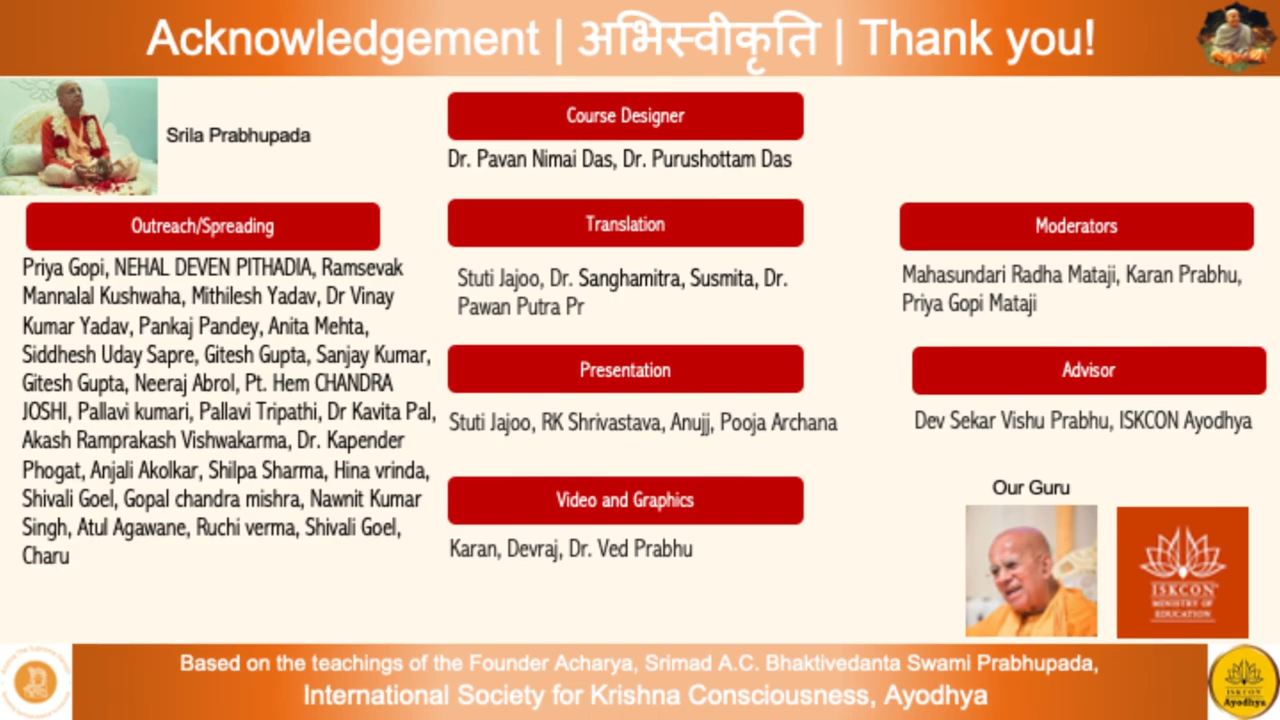 Acknowledgement | अभिस्वीकृति | Thank you!
Srila Prabhupada
Outreach/Spreading
Priya Gopi, NEHAL DEVEN PITHADIA, Ramsevak
Mannalal Kushwaha, Mithilesh Yadav, Dr Vinay
Kumar Yadav, Pankaj Pandey, Anita Mehta,
Siddhesh Uday Sapre, Gitesh Gupta, Sanjay Kumar,
Gitesh Gupta, Neeraj Abrol, Pt. Hem CHANDRA
JOSHI, Pallavi kumari, Pallavi Tripathi, Dr Kavita Pal,
Akash Ramprakash Vishwakarma, Dr. Kapender
Phogat, Anjali Akolkar, Shilpa Sharma, Hina vrinda,
Shivali Goel, Gopal chandra mishra, Nawnit Kumar
Singh, Atul Agawane, Ruchi verma, Shivali Goel,
Charu
Course Designer
Dr. Pavan Nimai Das, Dr. Purushottam Das
Translation
Stuti Jajoo, Dr. Sanghamitra, Susmita, Dr.
Pawan Putra Pr
Presentation
Stuti Jajoo, RK Shrivastava, Anujj, Pooja Archana
Video and Graphics
Karan, Devraj, Dr. Ved Prabhu
Moderators
Mahasundari Radha Mataji, Karan Prabhu,
Priya Gopi Mataji
Advisor
Dev Sekar Vishu Prabhu, ISKCON Ayodhya
Our Guru
ISKCON
MINISTRY OF
EDUCATION
Based on the teachings of the Founder Acharya, Srimad A.C. Bhaktivedanta Swami Prabhupada,
International Society for Krishna Consciousness, Ayodhya
ISKCON
Ayodhya